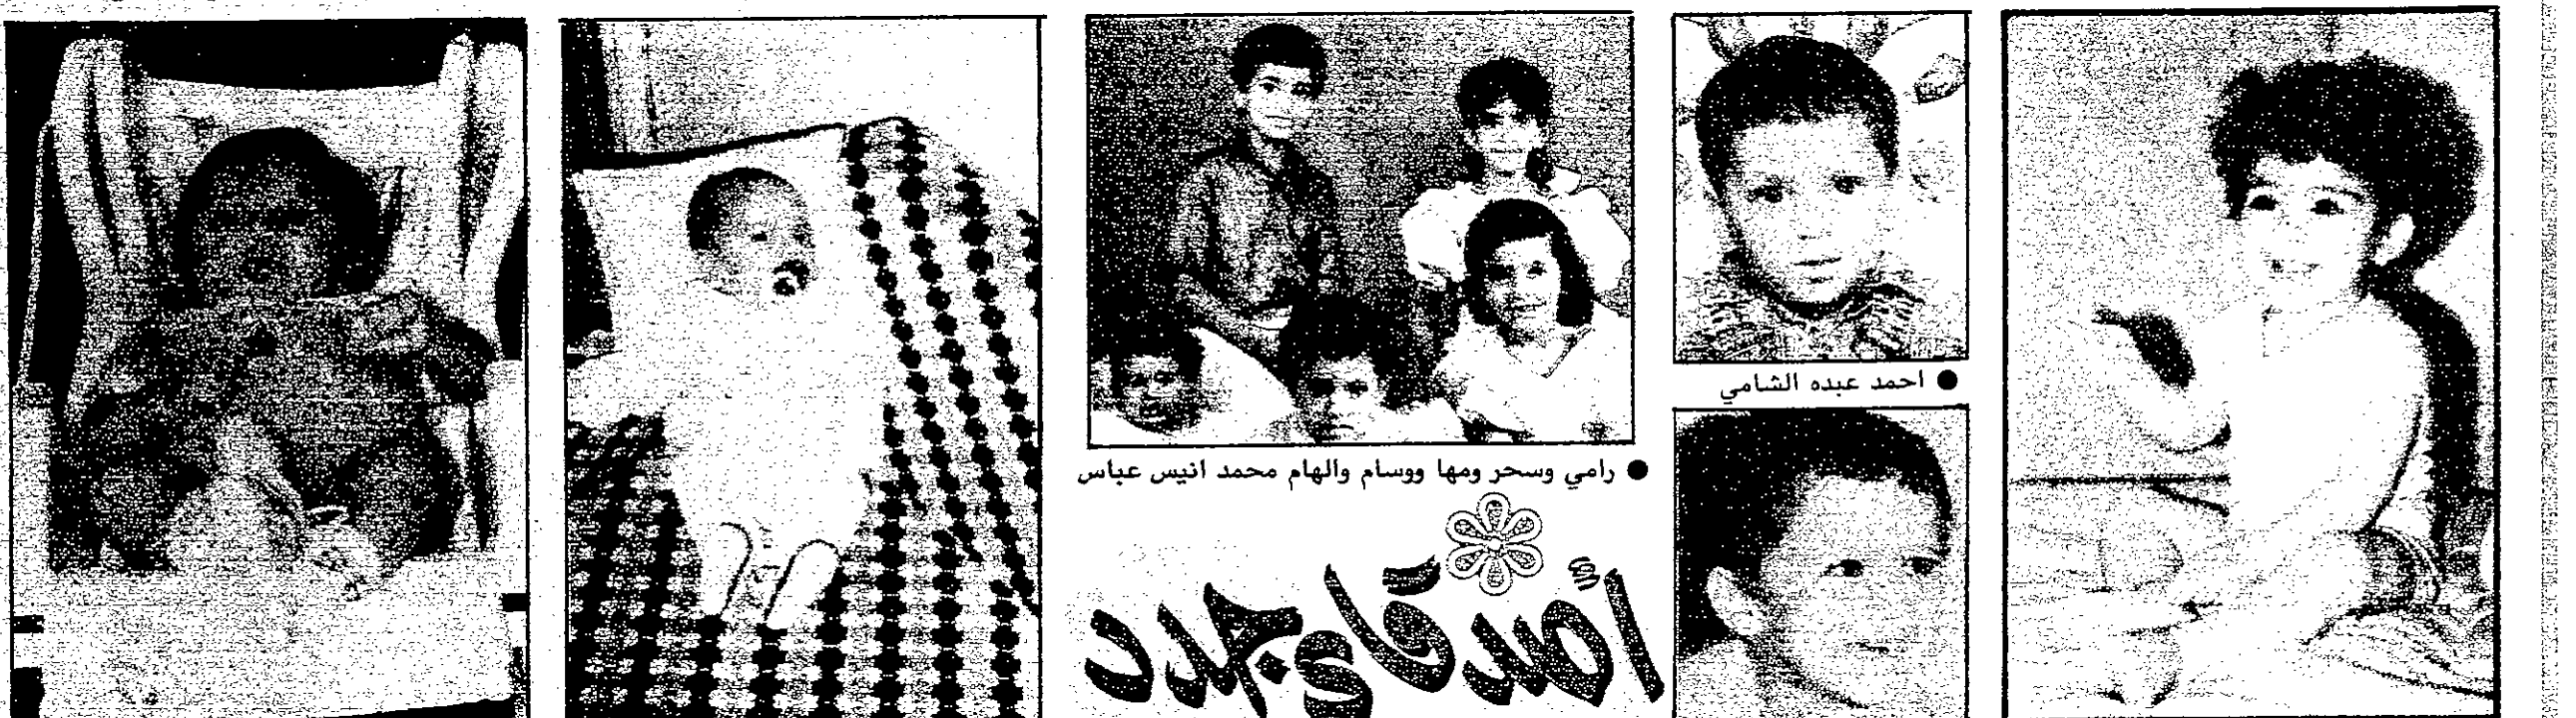 ● احمد عبده الشامي
● رامي وسحر ومها ووسام والهام محمد انيس عباس
أصدقاء جدد